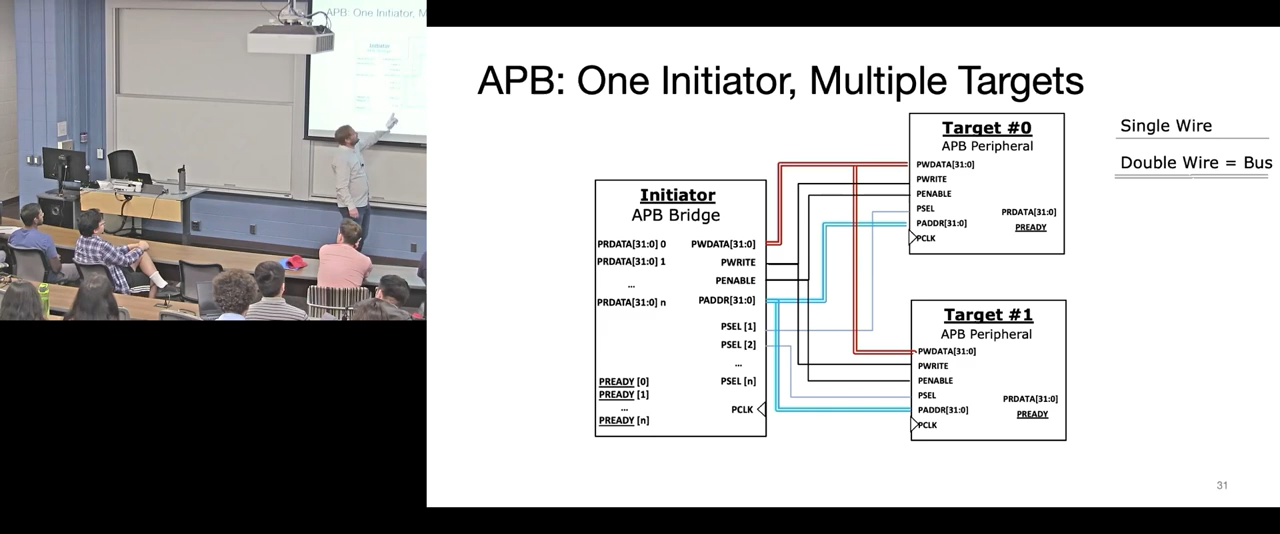 APB: One Initiator, M
Initiator
APB: One Initiator, Multiple Targets
Single Wire
Double Wire = Bus
Initiator
APB Bridge
PRDATA[31:0] 0
PWDATA[31:0]
PRDATA[31:0] 1
PWRITE
...
PENABLE
PRDATA[31:0] n
PADDR[31:0]
PSEL [1]
PSEL [2]
...
PREADY [0]
PSEL [n]
PREADY [1]
...
PCLK
PREADY [n]
Target #0
APB Peripheral
PWDATA[31:0]
PWRITE
PENABLE
PSEL
PRDATA[31:0]
PADDR[31:0]
PREADY
PCLK
Target #1
APB Peripheral
PWDATA[31:0]
PWRITE
PENABLE
PSEL
PRDATA[31:0]
PADDR[31:0]
PREADY
PCLK
31